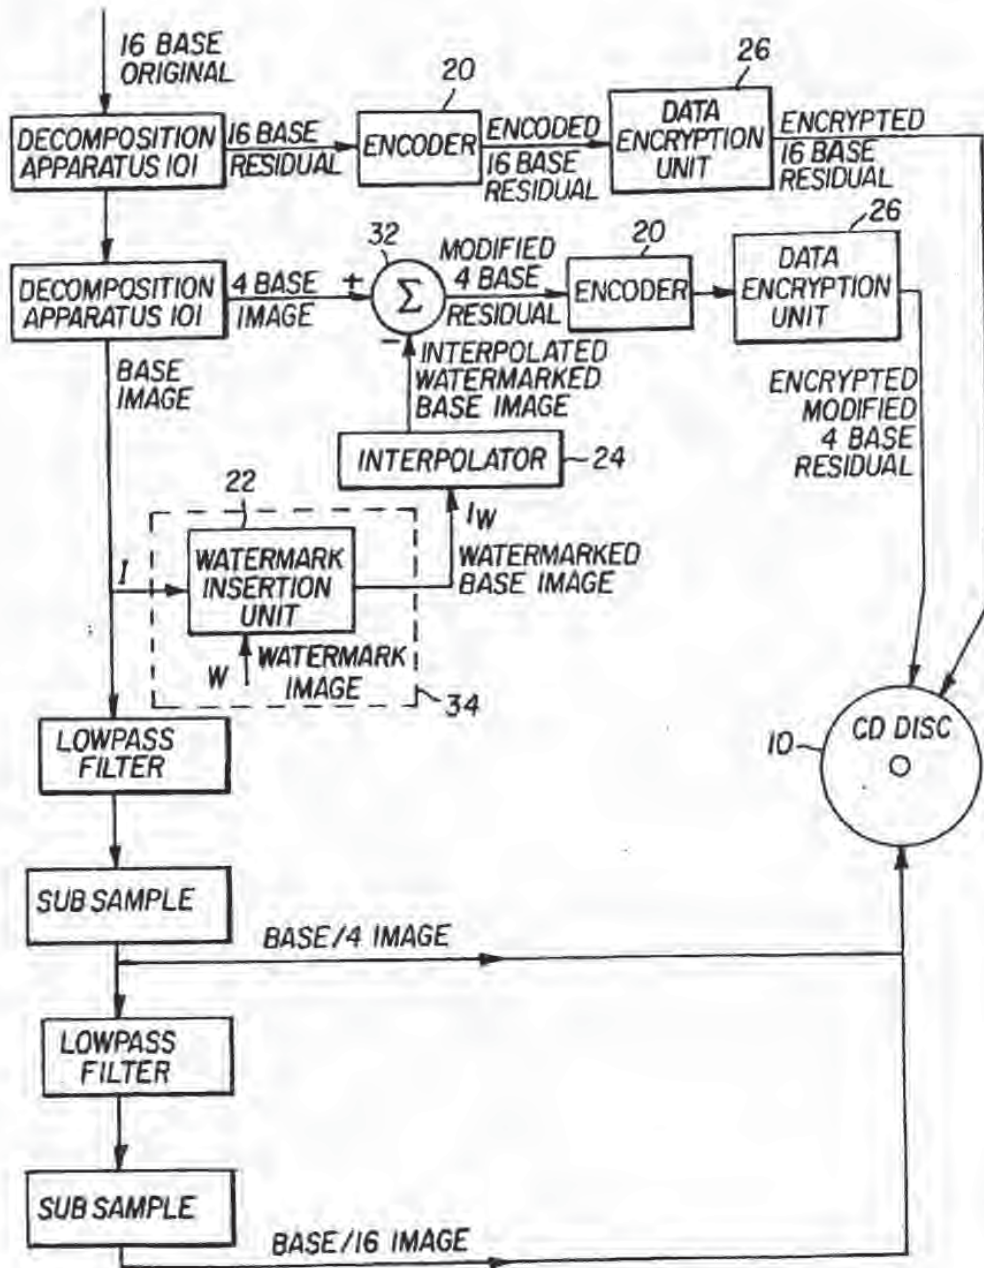 16 BASE
ORIGINAL
DECOMPOSITION
APPARATUS 101
16 BASE
RESIDUAL
20
ENCODER
ENCODED
16 BASE
RESIDUAL
26
DATA
ENCRYPTION
UNIT
ENCRYPTED
16 BASE
RESIDUAL
DECOMPOSITION
APPARATUS 101
4 BASE
IMAGE
32
+
Σ
−
MODIFIED
4 BASE
RESIDUAL
20
ENCODER
26
DATA
ENCRYPTION
UNIT
BASE
IMAGE
INTERPOLATED
WATERMARKED
BASE IMAGE
ENCRYPTED
MODIFIED
4 BASE
RESIDUAL
INTERPOLATOR
24
22
I
WATERMARK
INSERTION
UNIT
IW
WATERMARKED
BASE IMAGE
W
WATERMARK
IMAGE
34
LOWPASS
FILTER
10
CD DISC
SUB SAMPLE
BASE/4 IMAGE
LOWPASS
FILTER
SUB SAMPLE
BASE/16 IMAGE